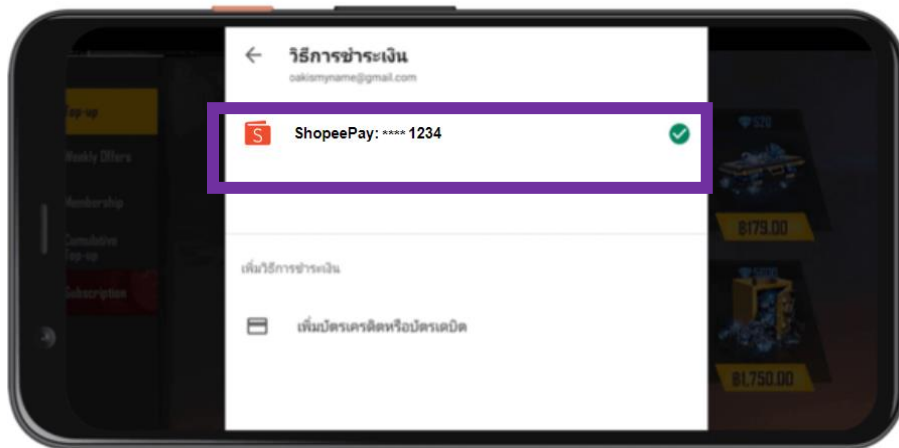 วิธีการชำระเงิน
oakismyname@gmail.com
ShopeePay: **** 1234
เพิ่มวิธีการชำระเงิน
เพิ่มบัตรเครดิตหรือบัตรเดบิต
Top-up
Weekly Offers
Membership
Cumulative
Top-up
Subscription
520
฿179.00
฿1,750.00